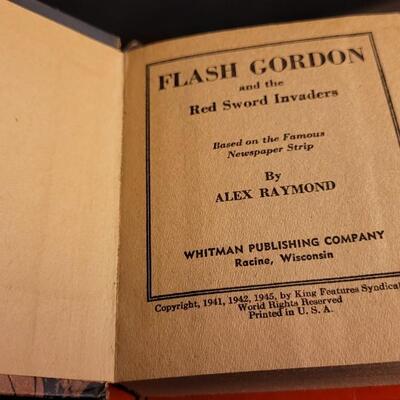 FLASH GORDON
and the
Red Sword Invaders
Based on the Famous
Newspaper Strip
By
ALEX RAYMOND
WHITMAN PUBLISHING COMPANY
Racine, Wisconsin
Copyright, 1941, 1942, 1945, by King Features Syndicate
World Rights Reserved
Printed in U. S. A.